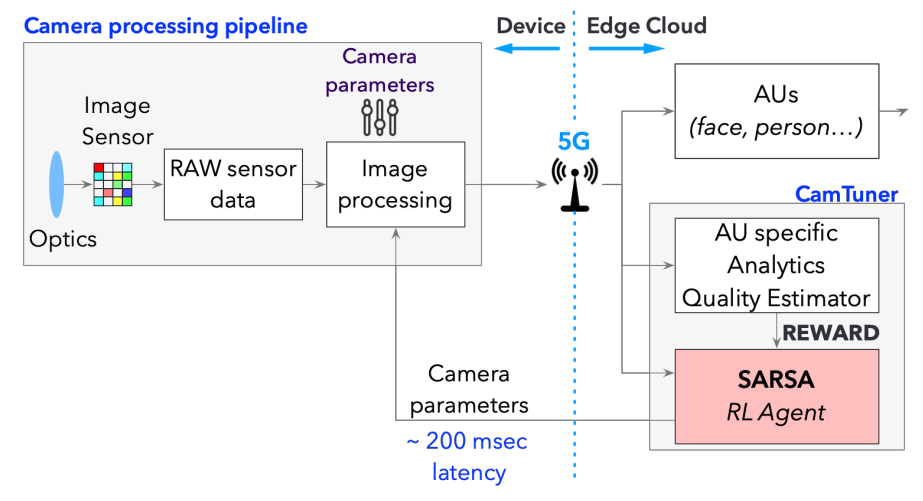 Camera processing pipeline
Device
Edge Cloud
Camera
parameters
Image
Sensor
Optics
RAW sensor
data
Image
processing
5G
AUs
(face, person...)
CamTuner
AU specific
Analytics
Quality Estimator
REWARD
SARSA
RL Agent
Camera
parameters
~ 200 msec
latency